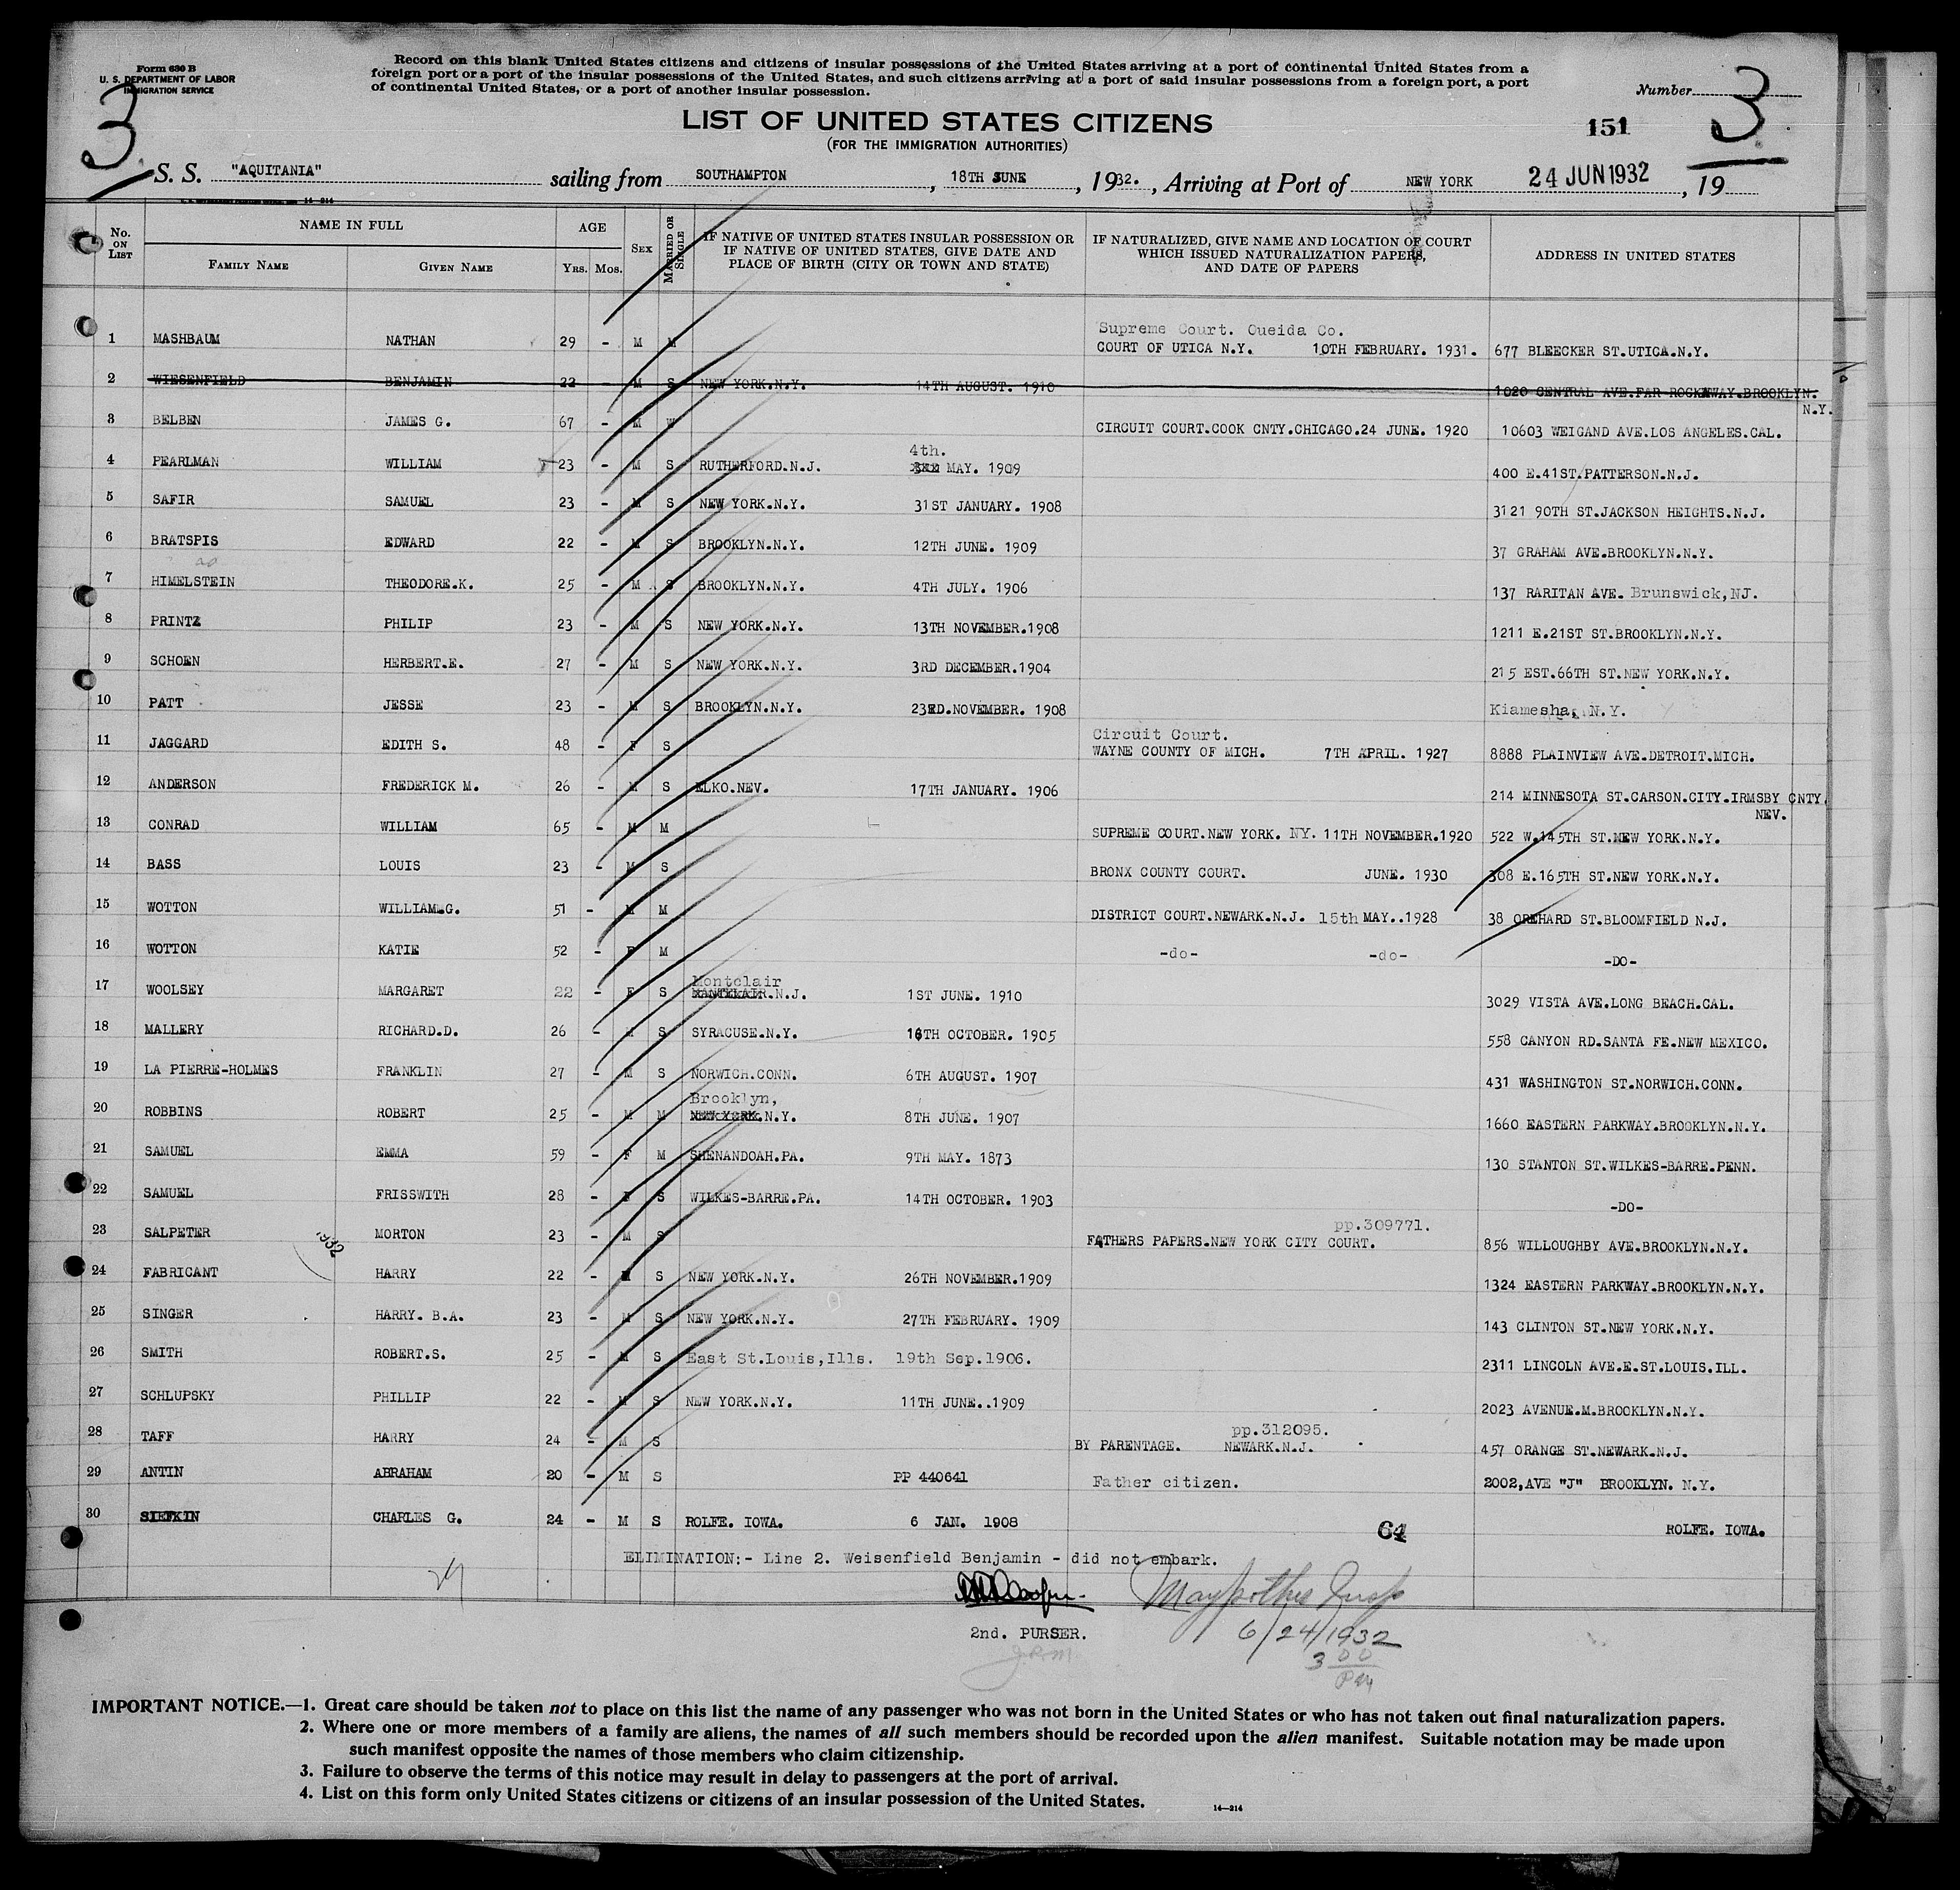 Form 630 B
U. S. DEPARTMENT OF LABOR
IMMIGRATION SERVICE
Record on this blank United States citizens and citizens of insular possessions of the United States arriving at a port of continental United States from a
foreign port or a port of the insular possessions of the United States, and such citizens arriving at a port of said insular possessions from a foreign port, a port
of continental United States, or a port of another insular possession.
Number
3
3
151
LIST OF UNITED STATES CITIZENS
(FOR THE IMMIGRATION AUTHORITIES)
S. S. "AQUITANIA" sailing from SOUTHAMPTON, 18TH JUNE, 1932., Arriving at Port of NEW YORK 24 JUN 1932, 19
No. ON LIST
NAME IN FULL
FAMILY NAME
GIVEN NAME
AGE
YRS. MOS.
SEX
MARRIED OR SINGLE
IF NATIVE OF UNITED STATES INSULAR POSSESSION OR
IF NATIVE OF UNITED STATES, GIVE DATE AND
PLACE OF BIRTH (CITY OR TOWN AND STATE)
IF NATURALIZED, GIVE NAME AND LOCATION OF COURT
WHICH ISSUED NATURALIZATION PAPERS,
AND DATE OF PAPERS
ADDRESS IN UNITED STATES
Supreme Court. Oueida Co.
1 MASHBAUM NATHAN 29 - M M COURT OF UTICA N.Y. 10TH FEBRUARY. 1931. 677 BLEECKER ST.UTICA.N.Y.
2 WIESENFIELD BENJAMIN 22 - M S NEW YORK.N.Y. 14TH AUGUST. 1910 1020 CENTRAL AVE.FAR ROCKAWAY.BROOKLYN.
N.Y.
3 BELBEN JAMES G. 67 - M W CIRCUIT COURT.COOK CNTY.CHICAGO.24 JUNE. 1920 10603 WEIGAND AVE.LOS ANGELES.CAL.
4th.
4 PEARLMAN WILLIAM 23 - M S RUTHERFORD.N.J. MAY. 1909 400 E.41ST.PATTERSON.N.J.
5 SAFIR SAMUEL 23 - M S NEW YORK.N.Y. 31ST JANUARY. 1908 3121 90TH ST.JACKSON HEIGHTS.N.J.
6 BRATSPIS EDWARD 22 - M S BROOKLYN.N.Y. 12TH JUNE. 1909 37 GRAHAM AVE.BROOKLYN.N.Y.
7 HIMELSTEIN THEODORE.K. 25 - M S BROOKLYN.N.Y. 4TH JULY. 1906 137 RARITAN AVE. Brunswick,NJ.
8 PRINTZ PHILIP 23 - M S NEW YORK.N.Y. 13TH NOVEMBER.1908 1211 E.21ST ST.BROOKLYN.N.Y.
9 SCHOEN HERBERT.E. 27 - M S NEW YORK.N.Y. 3RD DECEMBER.1904 215 EST.66TH ST.NEW YORK.N.Y.
10 PATT JESSE 23 - M S BROOKLYN.N.Y. 23RD.NOVEMBER. 1908 Kiamesha, N.Y.
Circuit Court.
11 JAGGARD EDITH S. 48 - F S WAYNE COUNTY OF MICH. 7TH APRIL. 1927 8888 PLAINVIEW AVE.DETROIT.MICH.
12 ANDERSON FREDERICK M. 26 - M S ELKO.NEV. 17TH JANUARY. 1906 214 MINNESOTA ST.CARSON.CITY.IRMSBY CNTY.
NEV.
13 CONRAD WILLIAM 65 - M M SUPREME COURT.NEW YORK. NY. 11TH NOVEMBER.1920 522 W.145TH ST.NEW YORK.N.Y.
14 BASS LOUIS 23 - M S BRONX COUNTY COURT. JUNE. 1930 308 E.165TH ST.NEW YORK.N.Y.
15 WOTTON WILLIAM.G. 51 - M M DISTRICT COURT.NEWARK.N.J. 15th MAY..1928 38 OREHARD ST.BLOOMFIELD N.J.
16 WOTTON KATIE 52 - F M -do- -do- -DO-
Montclair
17 WOOLSEY MARGARET 22 - F S .N.J. 1ST JUNE. 1910 3029 VISTA AVE.LONG BEACH.CAL.
18 MALLERY RICHARD.D. 26 - M S SYRACUSE.N.Y. 16TH OCTOBER. 1905 558 CANYON RD.SANTA FE.NEW MEXICO.
19 LA PIERRE-HOLMES FRANKLIN 27 - M S NORWICH.CONN. 6TH AUGUST. 1907 431 WASHINGTON ST.NORWICH.CONN.
Brooklyn,
20 ROBBINS ROBERT 25 - M M NEW YORK.N.Y. 8TH JUNE. 1907 1660 EASTERN PARKWAY.BROOKLYN.N.Y.
21 SAMUEL EMMA 59 - F M SHENANDOAH.PA. 9TH MAY. 1873 130 STANTON ST.WILKES-BARRE.PENN.
22 SAMUEL FRISSWITH 28 - F S WILKES-BARRE.PA. 14TH OCTOBER. 1903 -DO-
pp.309771.
23 SALPETER 1932 MORTON 23 - M S FATHERS PAPERS.NEW YORK CITY COURT. 856 WILLOUGHBY AVE.BROOKLYN.N.Y.
24 FABRICANT HARRY 22 - M S NEW YORK.N.Y. 26TH NOVEMBER.1909 1324 EASTERN PARKWAY.BROOKLYN.N.Y.
25 SINGER HARRY. B.A. 23 - M S NEW YORK.N.Y. 27TH FEBRUARY. 1909 143 CLINTON ST.NEW YORK.N.Y.
26 SMITH ROBERT.S. 25 - M S East St.Louis,Ills. 19th Sep.1906. 2311 LINCOLN AVE.E.ST.LOUIS.ILL.
27 SCHLUPSKY PHILLIP 22 - M S NEW YORK.N.Y. 11TH JUNE..1909 2023 AVENUE.M.BROOKLYN.N.Y.
pp.312095.
28 TAFF HARRY 24 - M S BY PARENTAGE. NEWARK.N.J. 457 ORANGE ST.NEWARK.N.J.
29 ANTIN ABRAHAM 20 - M S PP 440641 Father citizen. 2002,AVE "J" BROOKLYN. N.Y.
30 SIEFKIN CHARLES G. 24 - M S ROLFE. IOWA. 6 JAN. 1908 64 ROLFE. IOWA.
ELIMINATION:- Line 2. Weisenfield Benjamin - did not embark.
29
2nd. PURSER.
6/24/1932
3 00
PM
IMPORTANT NOTICE.—1. Great care should be taken not to place on this list the name of any passenger who was not born in the United States or who has not taken out final naturalization papers.
2. Where one or more members of a family are aliens, the names of all such members should be recorded upon the alien manifest. Suitable notation may be made upon
such manifest opposite the names of those members who claim citizenship.
3. Failure to observe the terms of this notice may result in delay to passengers at the port of arrival.
4. List on this form only United States citizens or citizens of an insular possession of the United States.
14—214